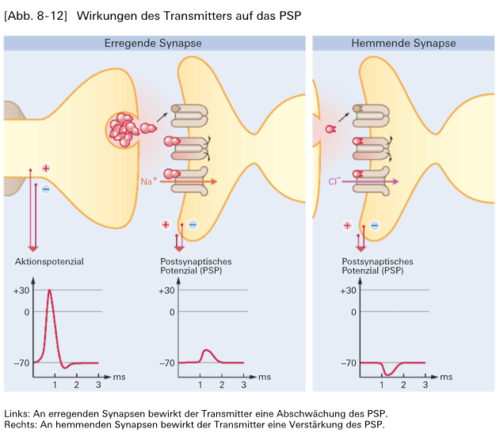 [Abb. 8-12] Wirkungen des Transmitters auf das PSP
Erregende Synapse
Hemmende Synapse
Na⁺
Cl⁻
+
−
+
−
+
−
Aktionspotenzial
Postsynaptisches
Potenzial (PSP)
Postsynaptisches
Potenzial (PSP)
+30
0
−70
1 2 3 ms
+30
0
−70
1 2 3 ms
+30
0
−70
1 2 3 ms
Links: An erregenden Synapsen bewirkt der Transmitter eine Abschwächung des PSP.
Rechts: An hemmenden Synapsen bewirkt der Transmitter eine Verstärkung des PSP.